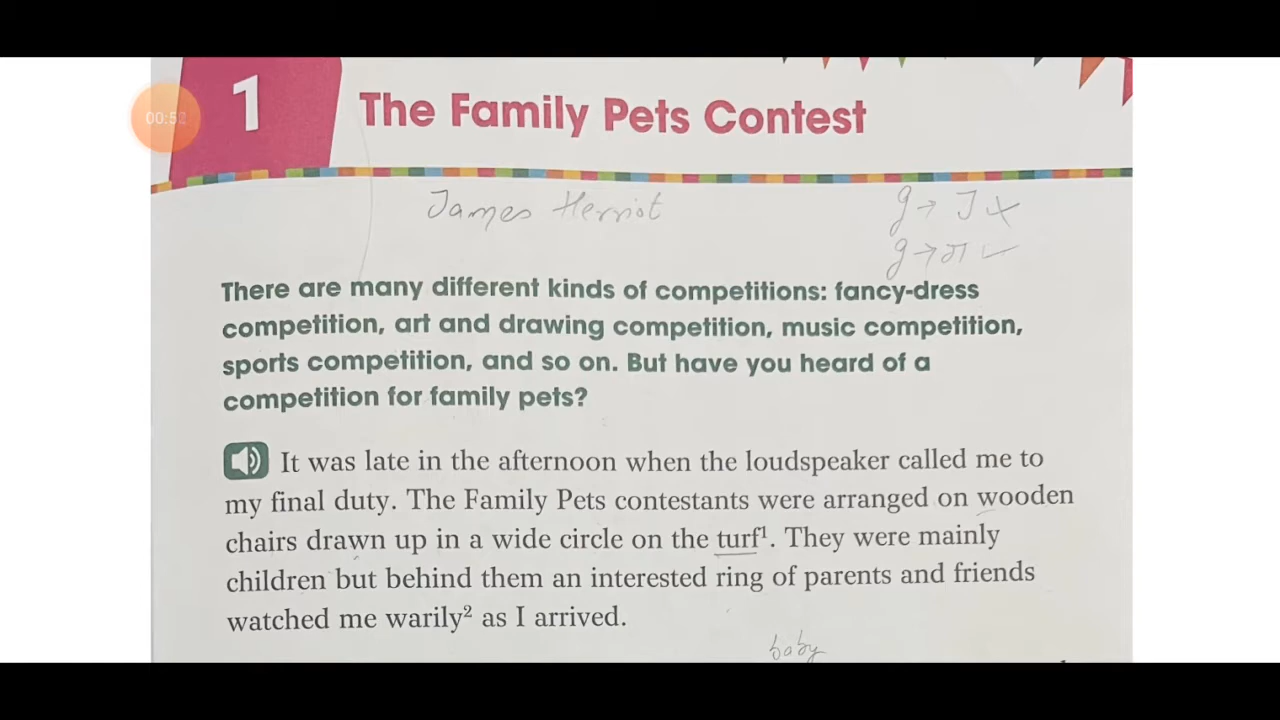 00:52
1
The Family Pets Contest
James Herriot
g → J ×
g → ग ✓
There are many different kinds of competitions: fancy-dress
competition, art and drawing competition, music competition,
sports competition, and so on. But have you heard of a
competition for family pets?
It was late in the afternoon when the loudspeaker called me to
my final duty. The Family Pets contestants were arranged on wooden
chairs drawn up in a wide circle on the turf¹. They were mainly
children but behind them an interested ring of parents and friends
watched me warily² as I arrived.
baby